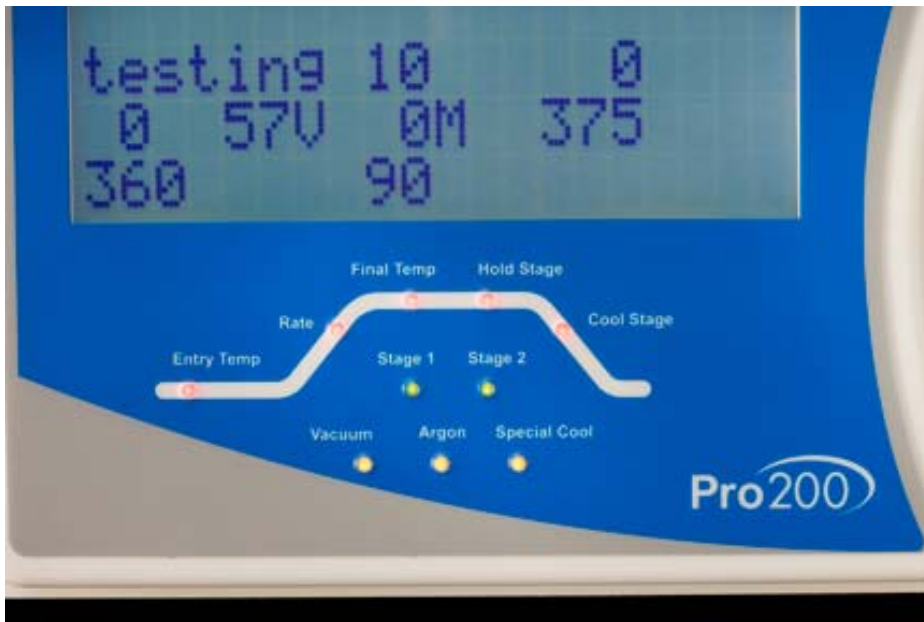 testing 10 0
0 57V 0M 375
360 90
Final Temp Hold Stage
Rate Cool Stage
Entry Temp Stage 1 Stage 2
Vacuum Argon Special Cool
Pro200